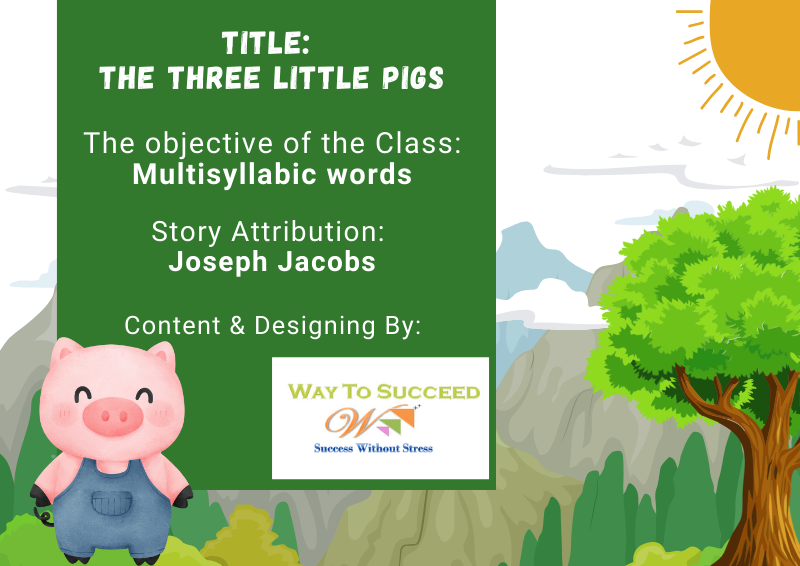 TITLE:
THE THREE LITTLE PIGS
The objective of the Class:
Multisyllabic words
Story Attribution:
Joseph Jacobs
Content & Designing By:
WAY TO SUCCEED
W
Success Without Stress